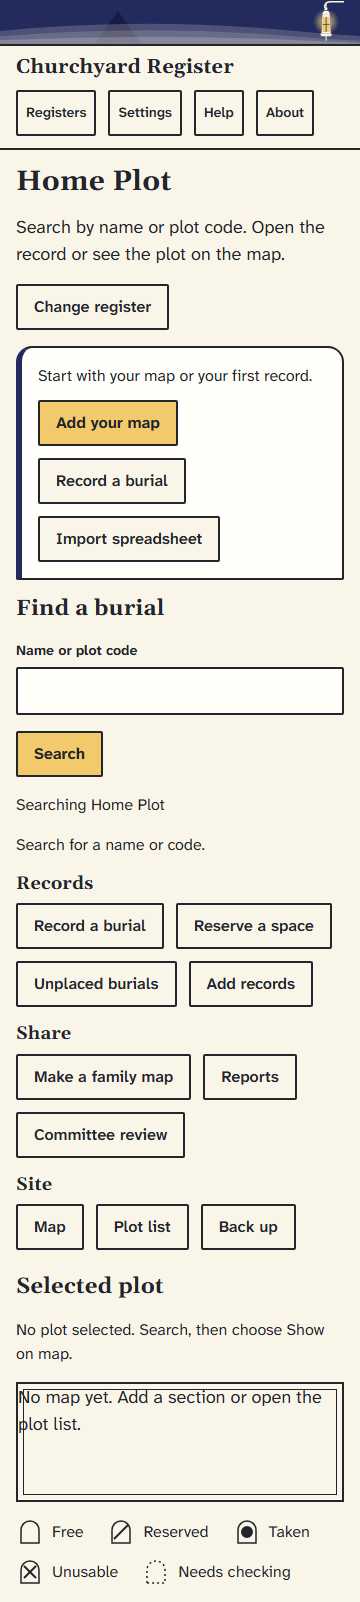 Churchyard Register
Registers
Settings
Help
About
Home Plot
Search by name or plot code. Open the
record or see the plot on the map.
Change register
Start with your map or your first record.
Add your map
Record a burial
Import spreadsheet
Find a burial
Name or plot code
Search
Searching Home Plot
Search for a name or code.
Records
Record a burial
Reserve a space
Unplaced burials
Add records
Share
Make a family map
Reports
Committee review
Site
Map
Plot list
Back up
Selected plot
No plot selected. Search, then choose Show
on map.
No map yet. Add a section or open the
plot list.
Free
Reserved
Taken
Unusable
Needs checking